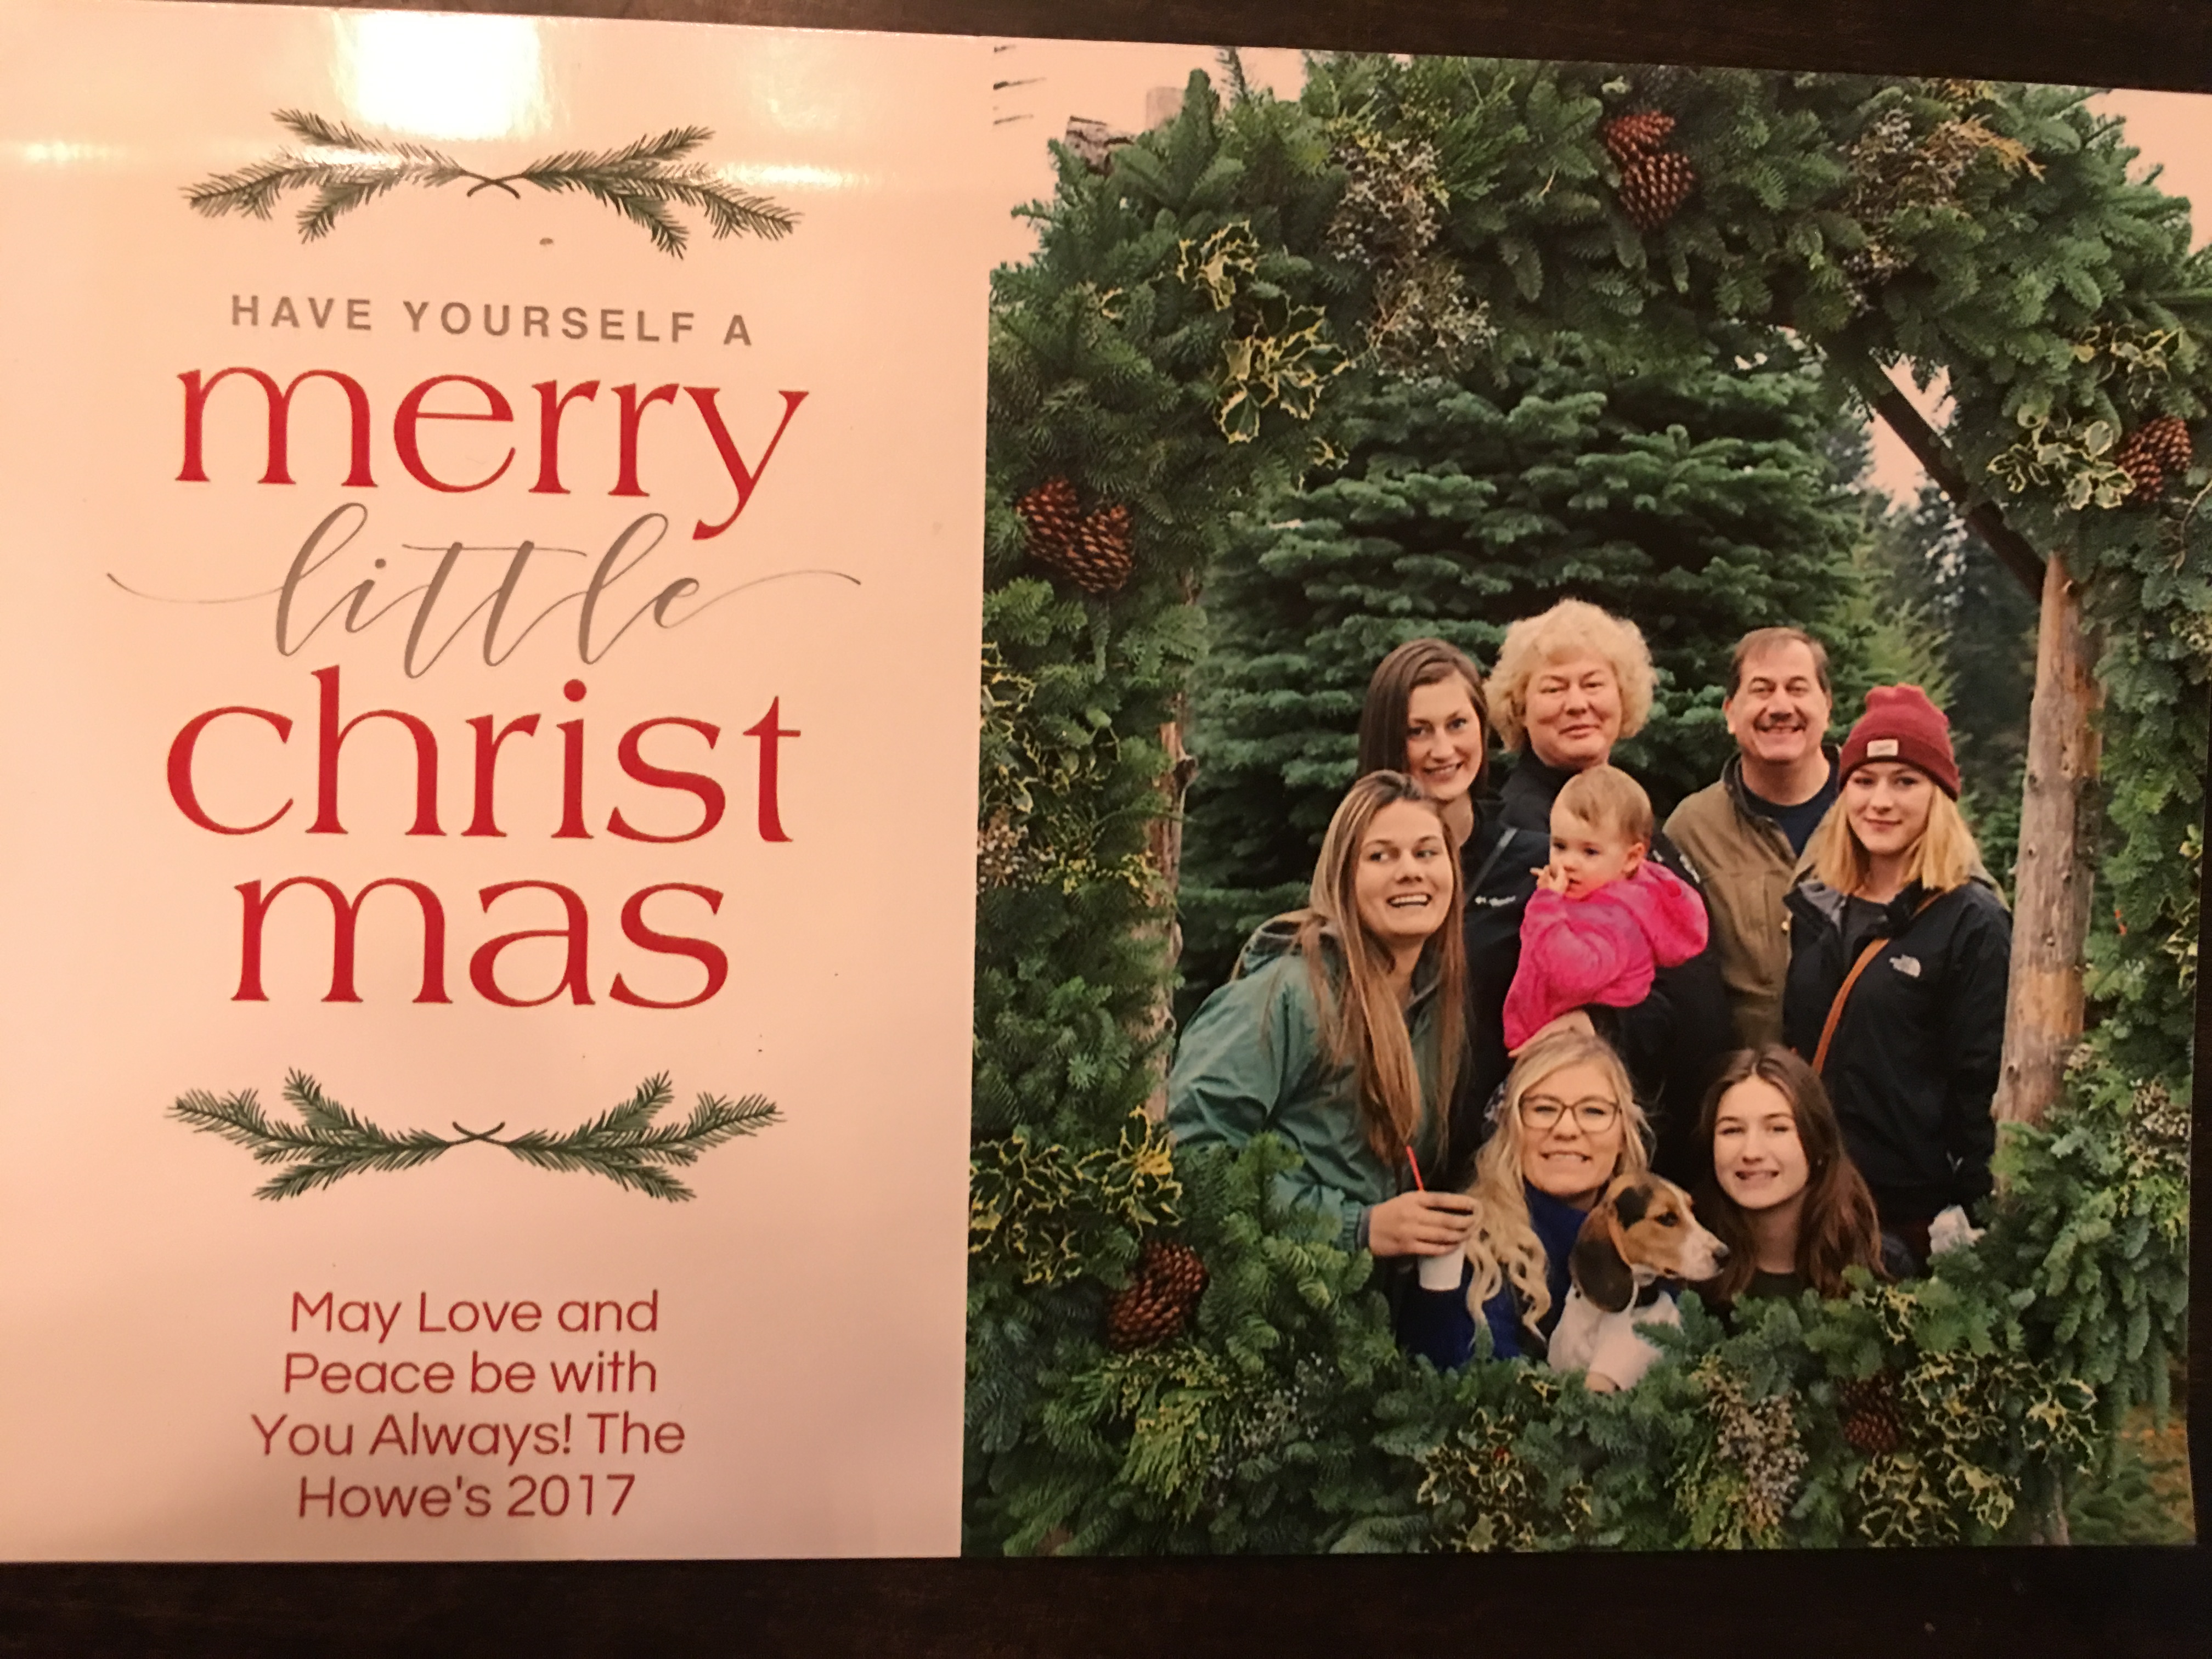 HAVE YOURSELF A
merry
little
christ
mas
May Love and
Peace be with
You Always! The
Howe's 2017